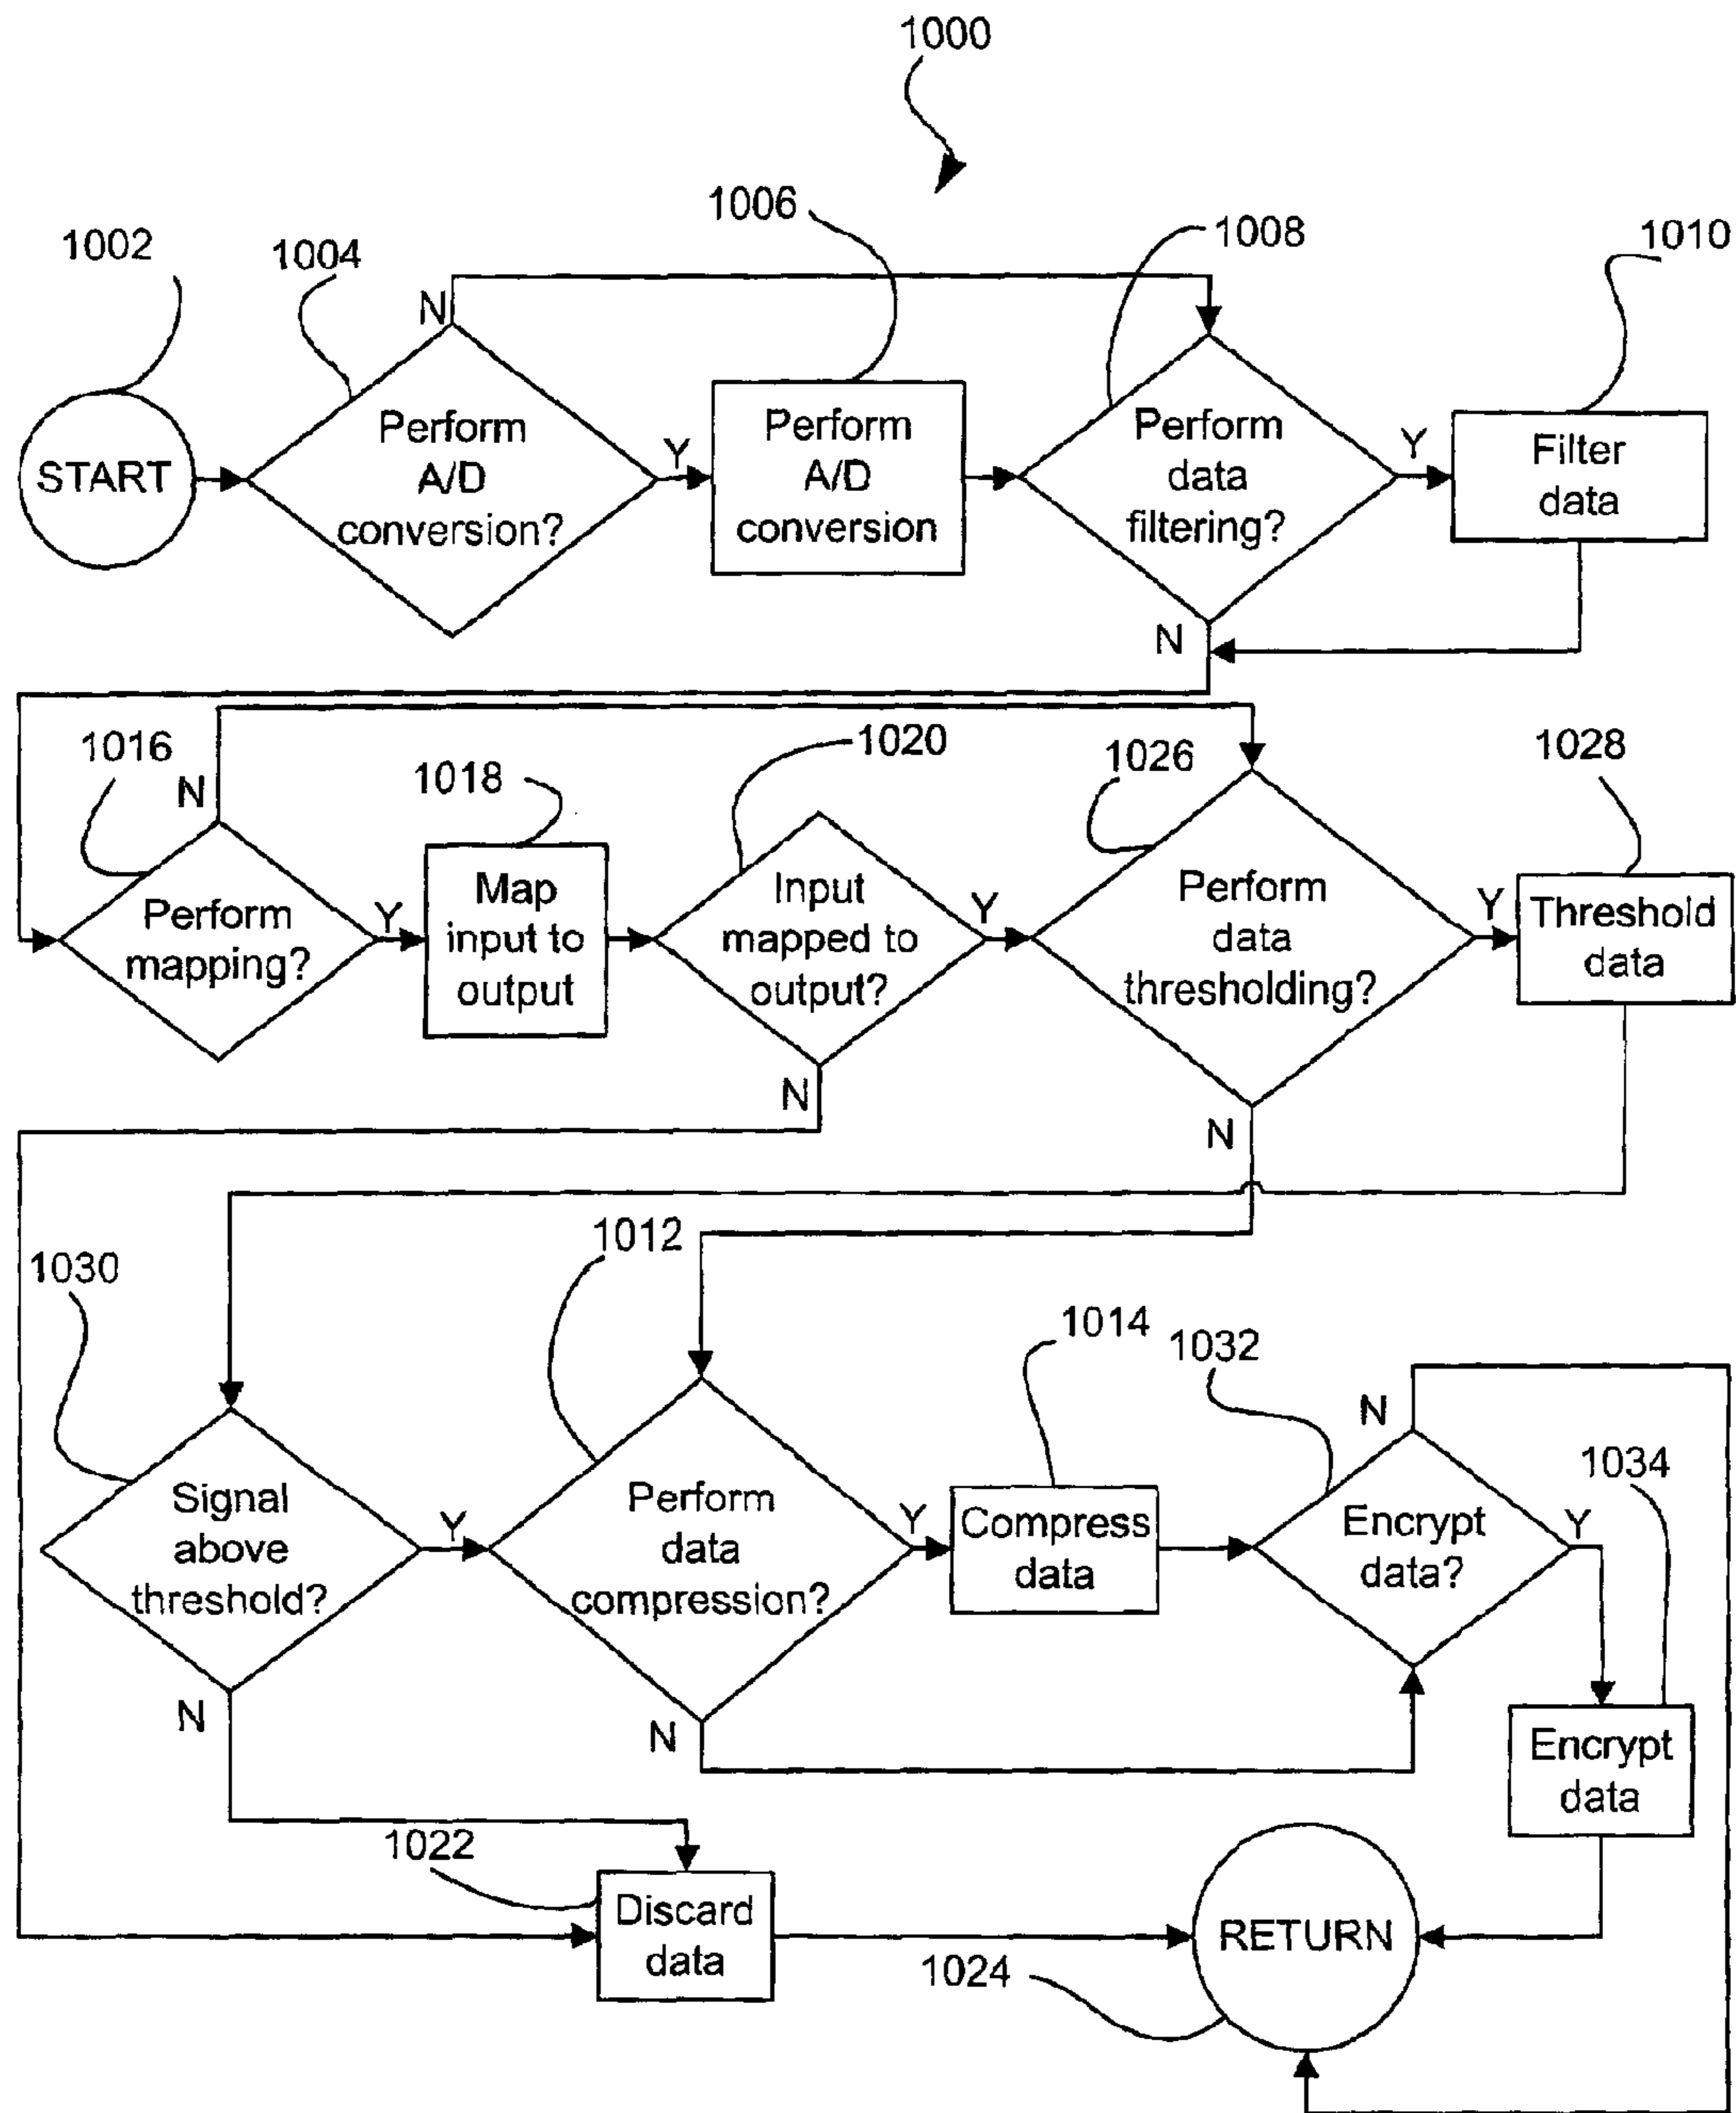 1000
1002
1004
1006
1008
1010
N
START
Perform
A/D
conversion?
Y
Perform
A/D
conversion
Perform
data
filtering?
Y
Filter
data
N
1016
1018
1020
1026
1028
N
Perform
mapping?
Y
Map
input to
output
Input
mapped to
output?
Y
Perform
data
thresholding?
Y
Threshold
data
N
N
1030
1012
1014
1032
1034
Signal
above
threshold?
Y
Perform
data
compression?
Y
Compress
data
N
Encrypt
data?
Y
N
N
Encrypt
data
1022
Discard
data
1024
RETURN